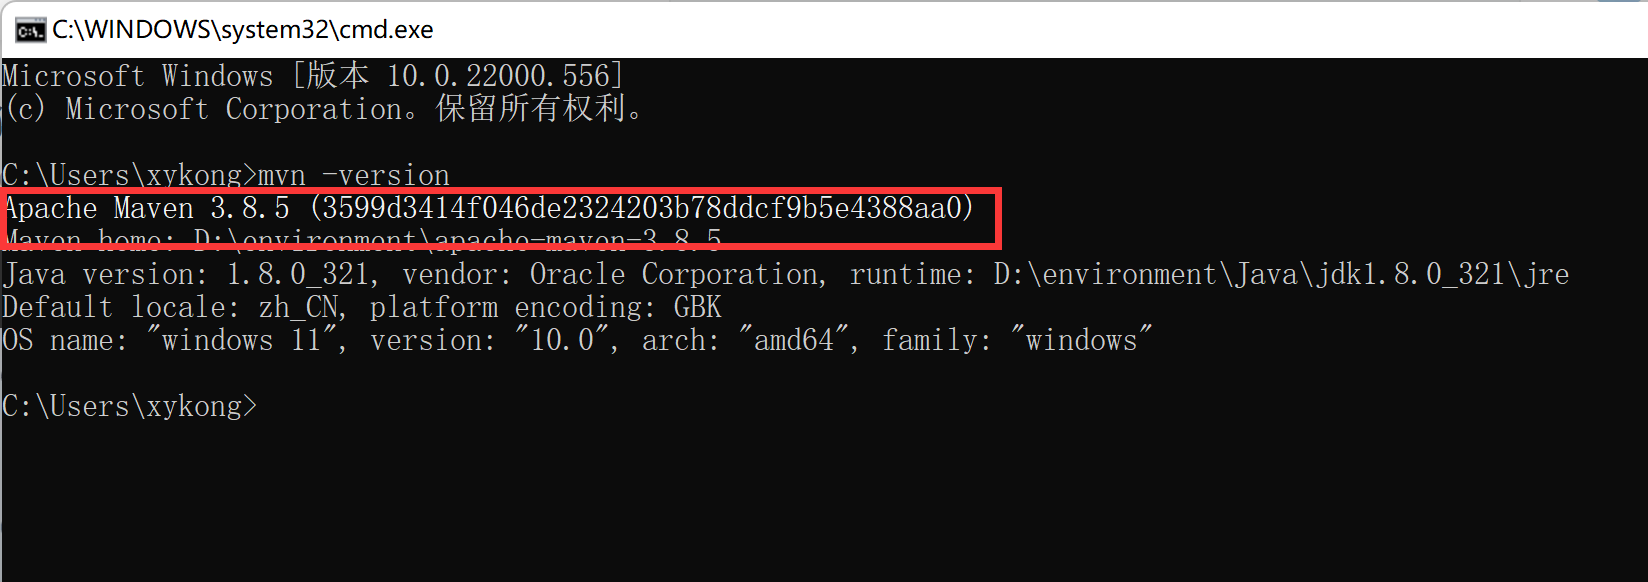 C:\WINDOWS\system32\cmd.exe
Microsoft Windows [版本 10.0.22000.556]
(c) Microsoft Corporation。保留所有权利。
C:\Users\xykong>mvn -version
Apache Maven 3.8.5 (3599d3414f046de2324203b78ddcf9b5e4388aa0)
Maven home: D:\environment\apache-maven-3.8.5
Java version: 1.8.0_321, vendor: Oracle Corporation, runtime: D:\environment\Java\jdk1.8.0_321\jre
Default locale: zh_CN, platform encoding: GBK
OS name: "windows 11", version: "10.0", arch: "amd64", family: "windows"
C:\Users\xykong>